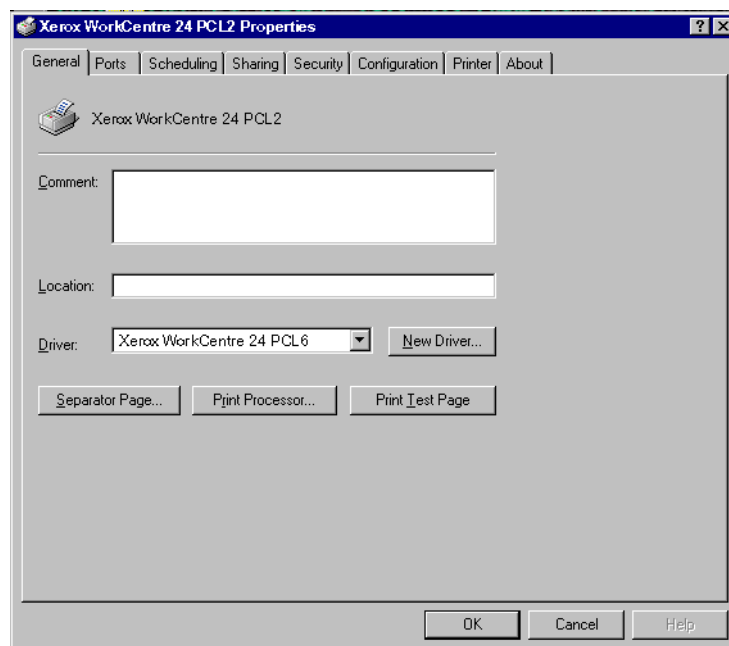 Xerox WorkCentre 24 PCL2 Properties
General Ports Scheduling Sharing Security Configuration Printer About
Xerox WorkCentre 24 PCL2
Comment:
Location:
Driver: Xerox WorkCentre 24 PCL6 New Driver...
Separator Page... Print Processor... Print Test Page
OK Cancel Help